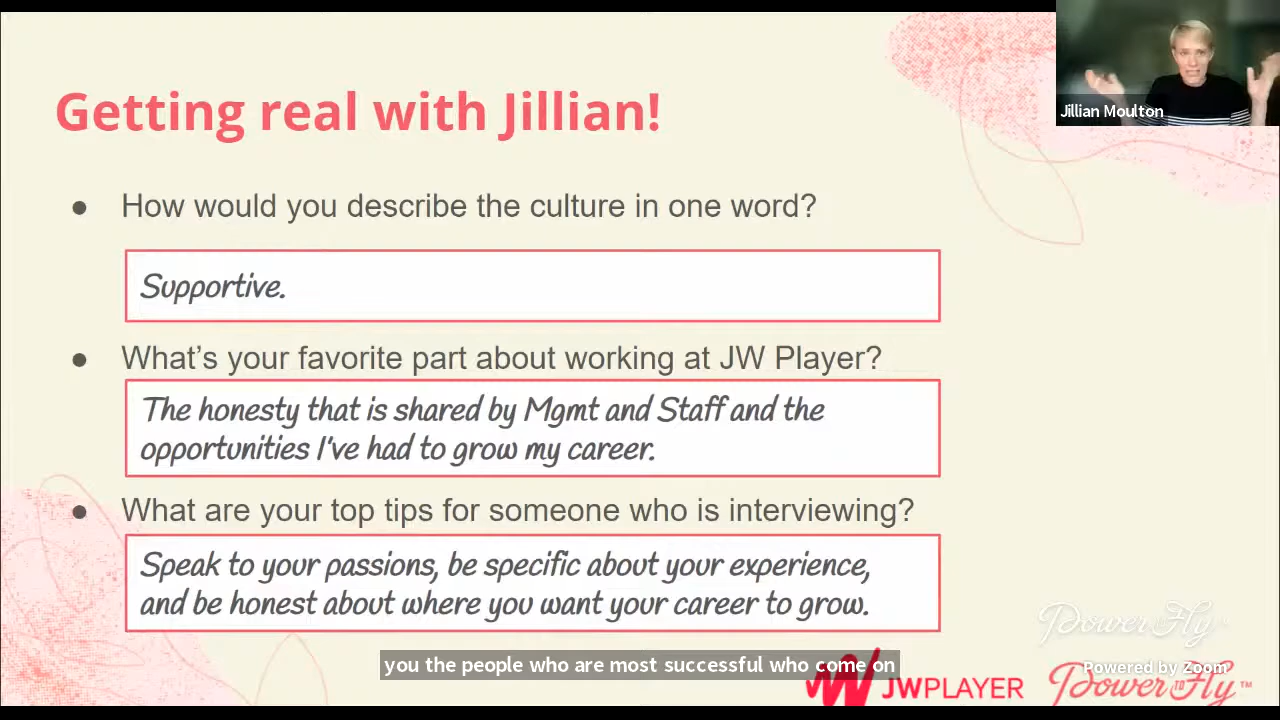 Getting real with Jillian!
Jillian Moulton
● How would you describe the culture in one word?
Supportive.
● What's your favorite part about working at JW Player?
The honesty that is shared by Mgmt and Staff and the
opportunities I've had to grow my career.
● What are your top tips for someone who is interviewing?
Speak to your passions, be specific about your experience,
and be honest about where you want your career to grow.
PowerToFly™
you the people who are most successful who come on
Powered by Zoom
JWPLAYER
PowerToFly™